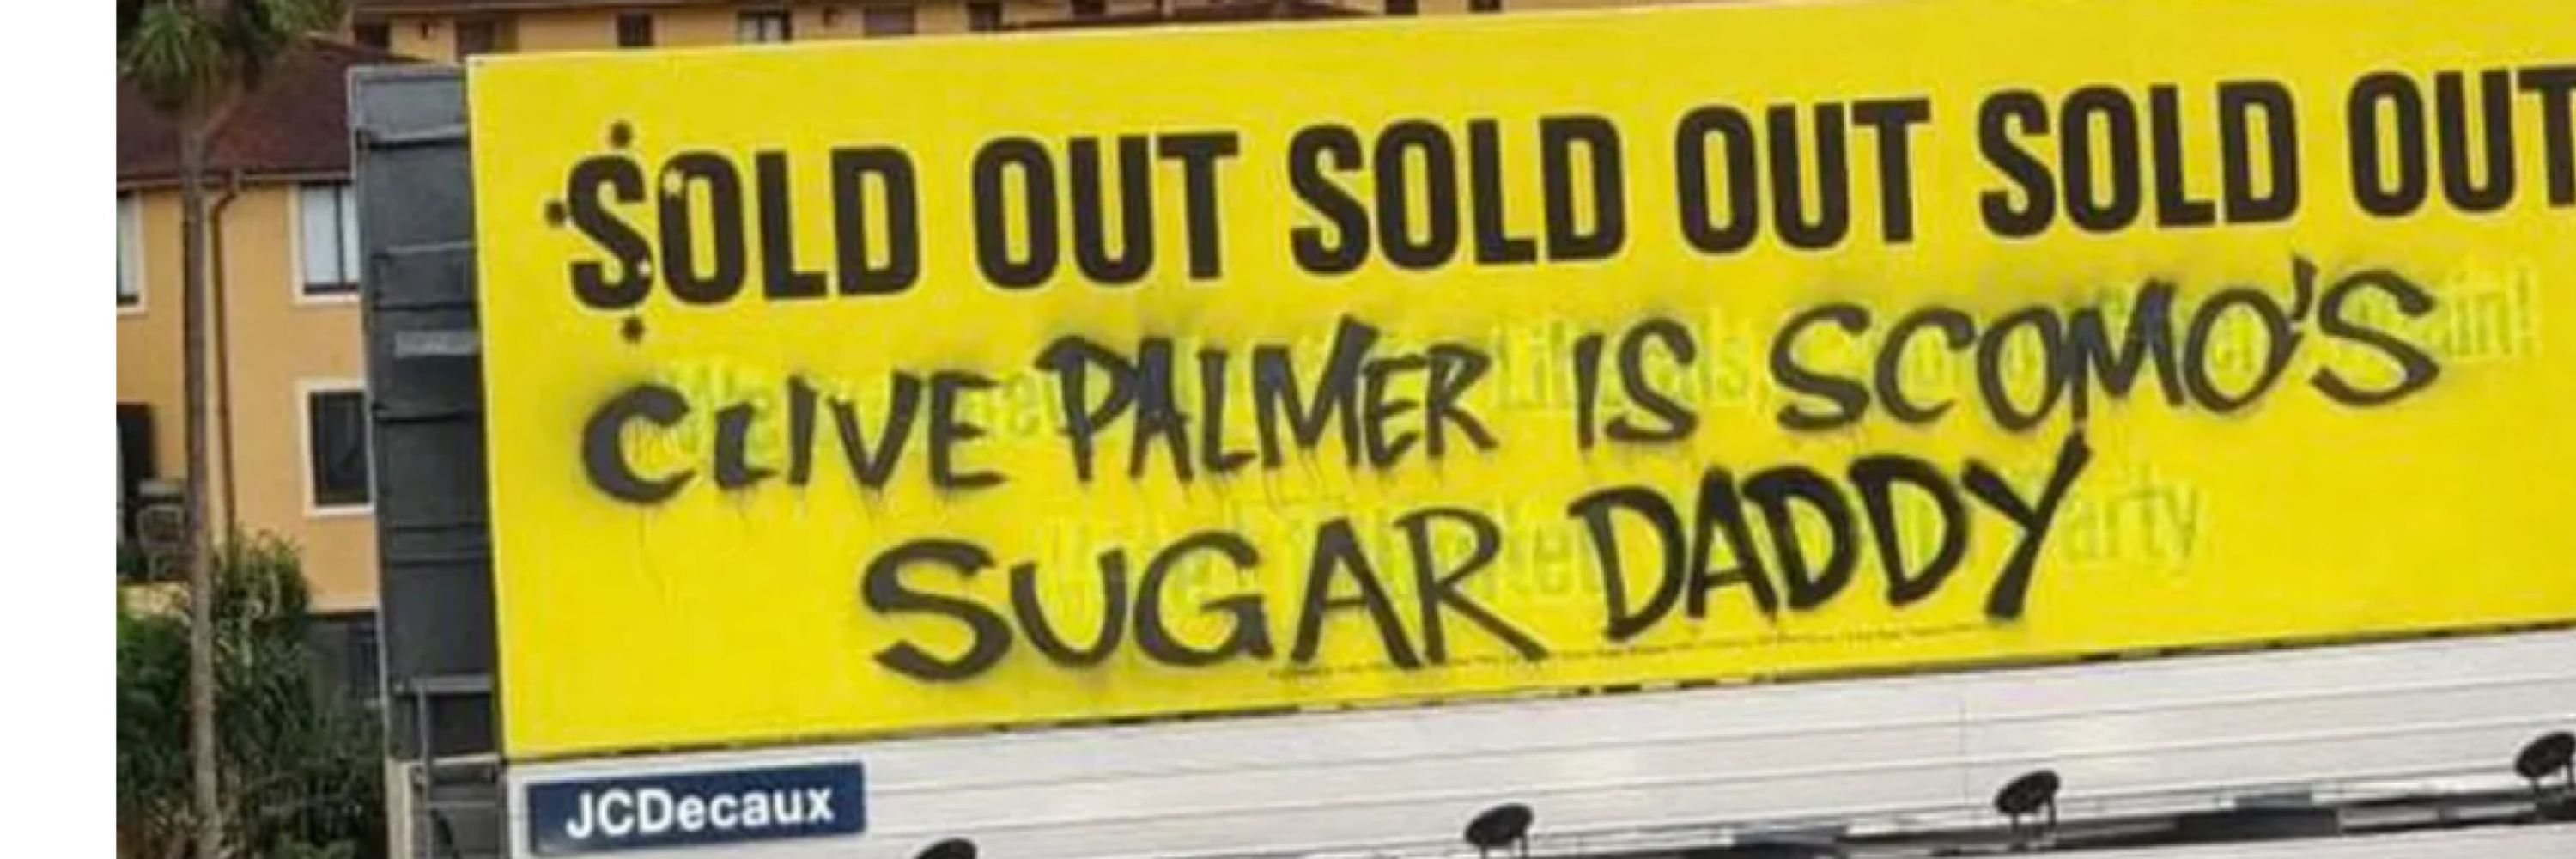 SOLD OUT SOLD OUT SOLD OUT
CLIVE PALMER IS SCOMO'S
SUGAR DADDY
JCDecaux